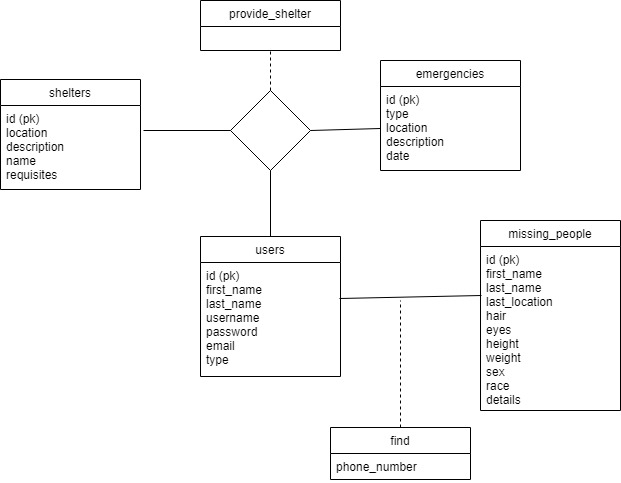 provide_shelter
shelters
id (pk)
location
description
name
requisites
emergencies
id (pk)
type
location
description
date
users
id (pk)
first_name
last_name
username
password
email
type
missing_people
id (pk)
first_name
last_name
last_location
hair
eyes
height
weight
sex
race
details
find
phone_number